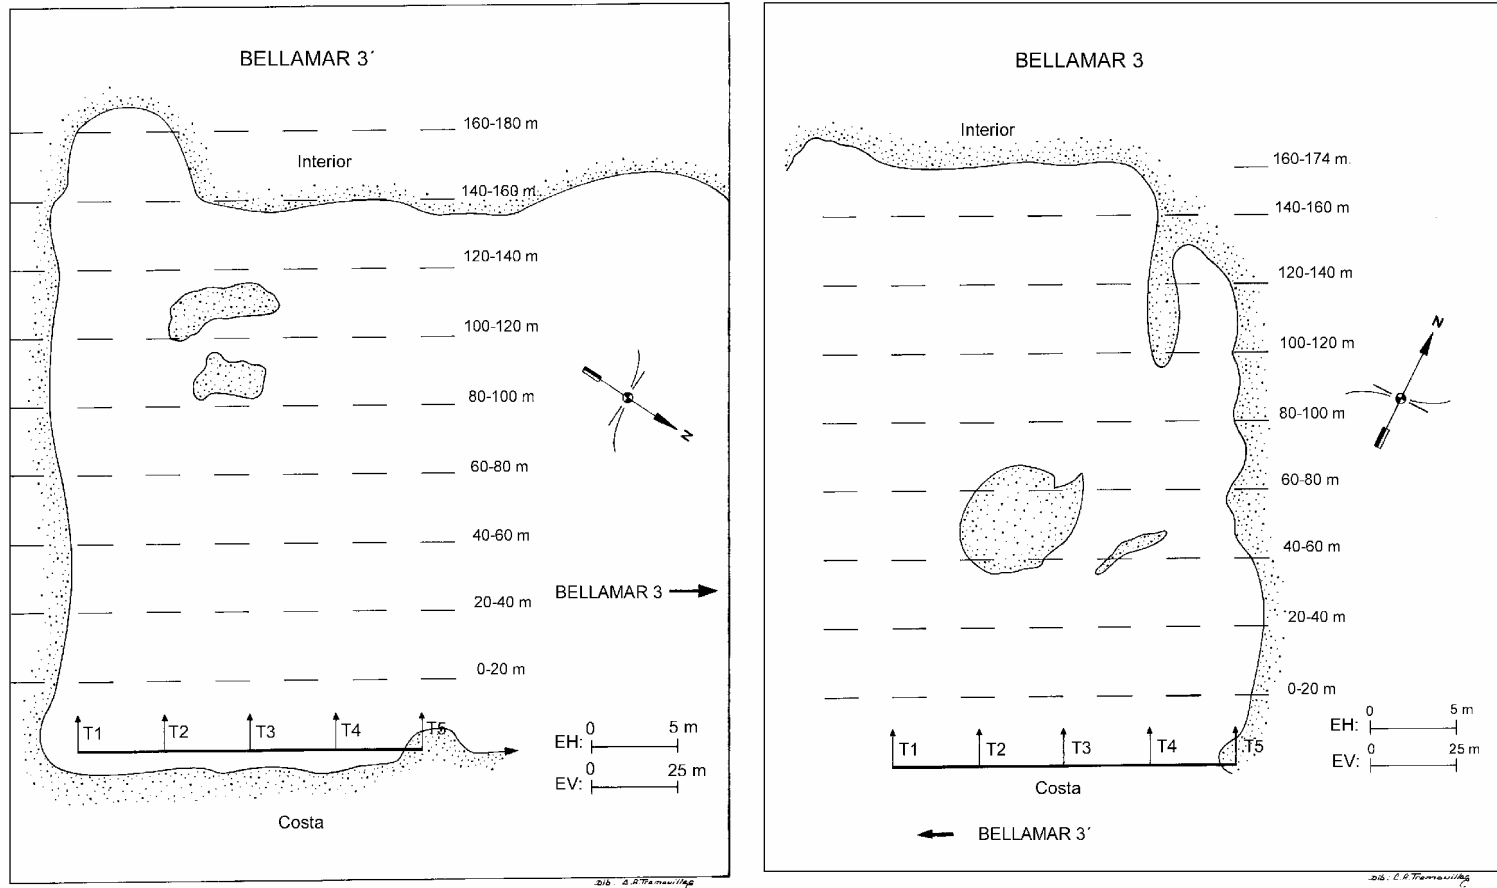 BELLAMAR 3´
160-180 m
Interior
140-160 m
120-140 m
100-120 m
80-100 m
N
60-80 m
40-60 m
BELLAMAR 3
20-40 m
0-20 m
T1 T2 T3 T4 T5
EH: 0 5 m
EV: 0 25 m
Costa
BELLAMAR 3
Interior
160-174 m
140-160 m
120-140 m
N
100-120 m
80-100 m
60-80 m
40-60 m
20-40 m
0-20 m
EH: 0 5 m
T1 T2 T3 T4 T5
EV: 0 25 m
Costa
BELLAMAR 3´